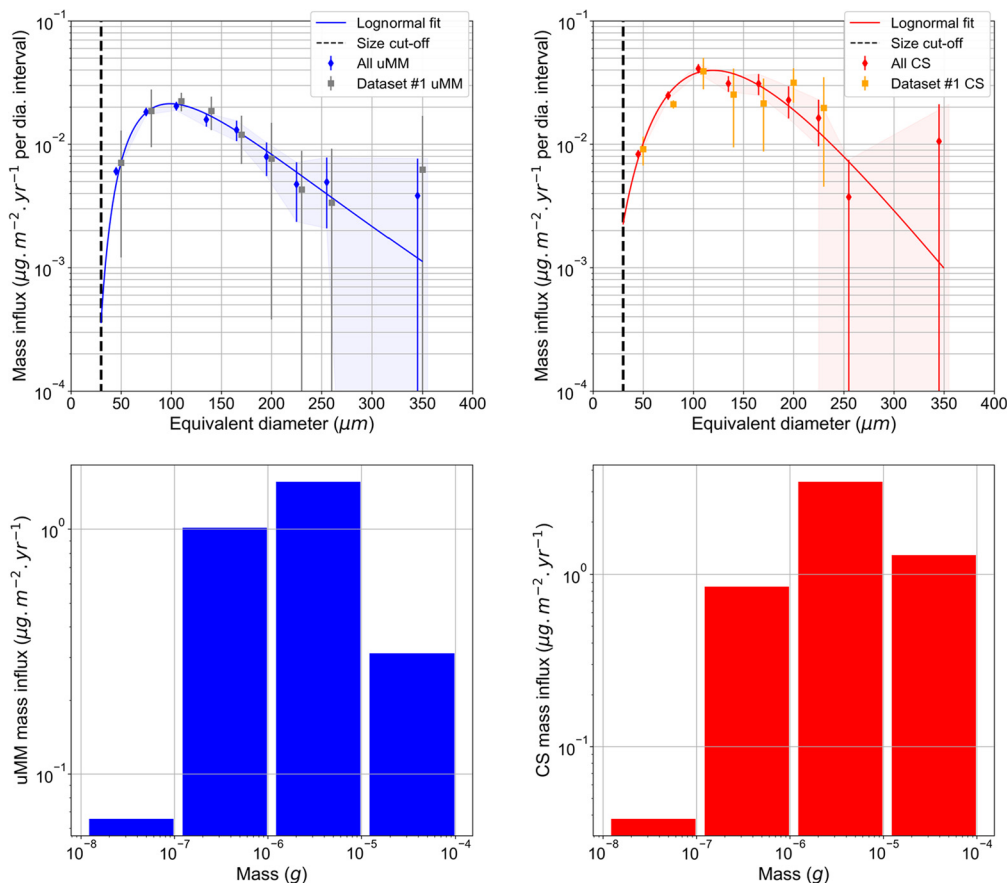 Lognormal fit
Size cut-off
All uMM
Dataset #1 uMM
Mass influx (μg. m⁻². yr⁻¹ per dia. interval)
10⁻¹
10⁻²
10⁻³
10⁻⁴
0 50 100 150 200 250 300 350 400
Equivalent diameter (μm)
Lognormal fit
Size cut-off
All CS
Dataset #1 CS
Mass influx (μg. m⁻². yr⁻¹ per dia. interval)
10⁻¹
10⁻²
10⁻³
10⁻⁴
0 50 100 150 200 250 300 350 400
Equivalent diameter (μm)
uMM mass influx (μg. m⁻². yr⁻¹)
10⁰
10⁻¹
10⁻⁸ 10⁻⁷ 10⁻⁶ 10⁻⁵ 10⁻⁴
Mass (g)
CS mass influx (μg. m⁻². yr⁻¹)
10⁰
10⁻¹
10⁻⁸ 10⁻⁷ 10⁻⁶ 10⁻⁵ 10⁻⁴
Mass (g)